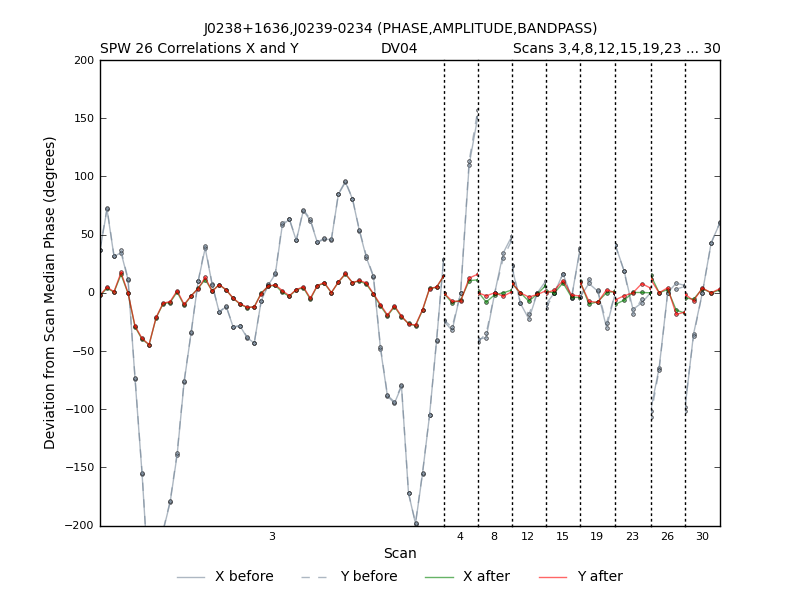 J0238+1636,J0239-0234 (PHASE,AMPLITUDE,BANDPASS)
SPW 26 Correlations X and Y DV04 Scans 3,4,8,12,15,19,23 ... 30
200
150
100
50
0
−50
−100
−150
−200
Deviation from Scan Median Phase (degrees)
3 4 8 12 15 19 23 26 30
Scan
X before Y before X after Y after